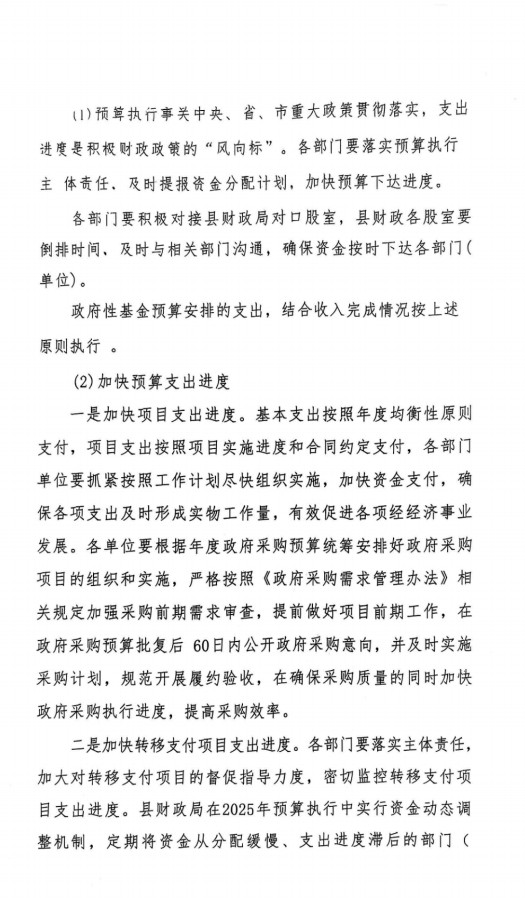 (1)预算执行事关中央、省、市重大政策贯彻落实，支出
进度是积极财政政策的“风向标”。各部门要落实预算执行
主 体责任、及时提报资金分配计划，加快预算下达进度。
各部门要积极对接县财政局对口股室，县财政各股室要
倒排时间、及时与相关部门沟通，确保资金按时下达各部门(
单位)。
政府性基金预算安排的支出，结合收入完成情况按上述
原则执行 。
(2)加快预算支出进度
一是加快项目支出进度。基本支出按照年度均衡性原则
支付，项目支出按照项目实施进度和合同约定支付，各部门
单位要抓紧按照工作计划尽快组织实施，加快资金支付，确
保各项支出及时形成实物工作量，有效促进各项经经济事业
发展。各单位要根据年度政府采购预算统筹安排好政府采购
项目的组织和实施，严格按照《政府采购需求管理办法》相
关规定加强采购前期需求审查，提前做好项目前期工作，在
政府采购预算批复后 60日内公开政府采购意向，并及时实施
采购计划，规范开展履约验收，在确保采购质量的同时加快
政府采购执行进度，提高采购效率。
二是加快转移支付项目支出进度。各部门要落实主体责任，
加大对转移支付项目的督促指导力度，密切监控转移支付项
目支出进度。县财政局在2025年预算执行中实行资金动态调
整机制，定期将资金从分配缓慢、支出进度滞后的部门（